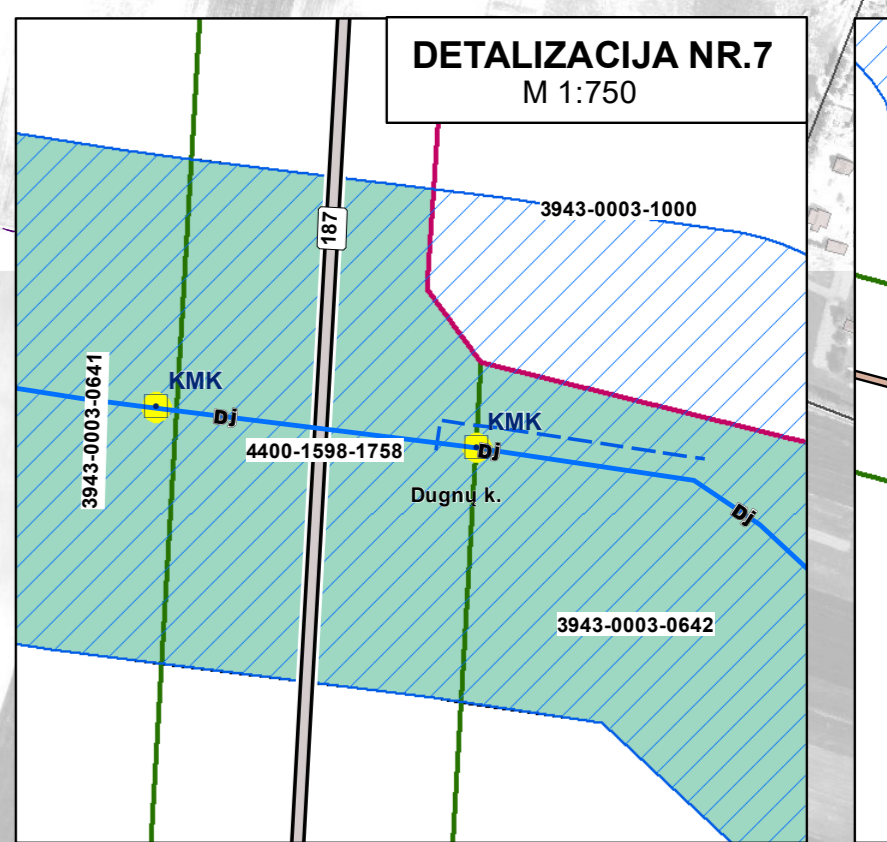 DETALIZACIJA NR.7
M 1:750
3943-0003-1000
187
KMK
3943-0003-0641
Dj
KMK
4400-1598-1758
Dj
Dugnų k.
Dj
3943-0003-0642